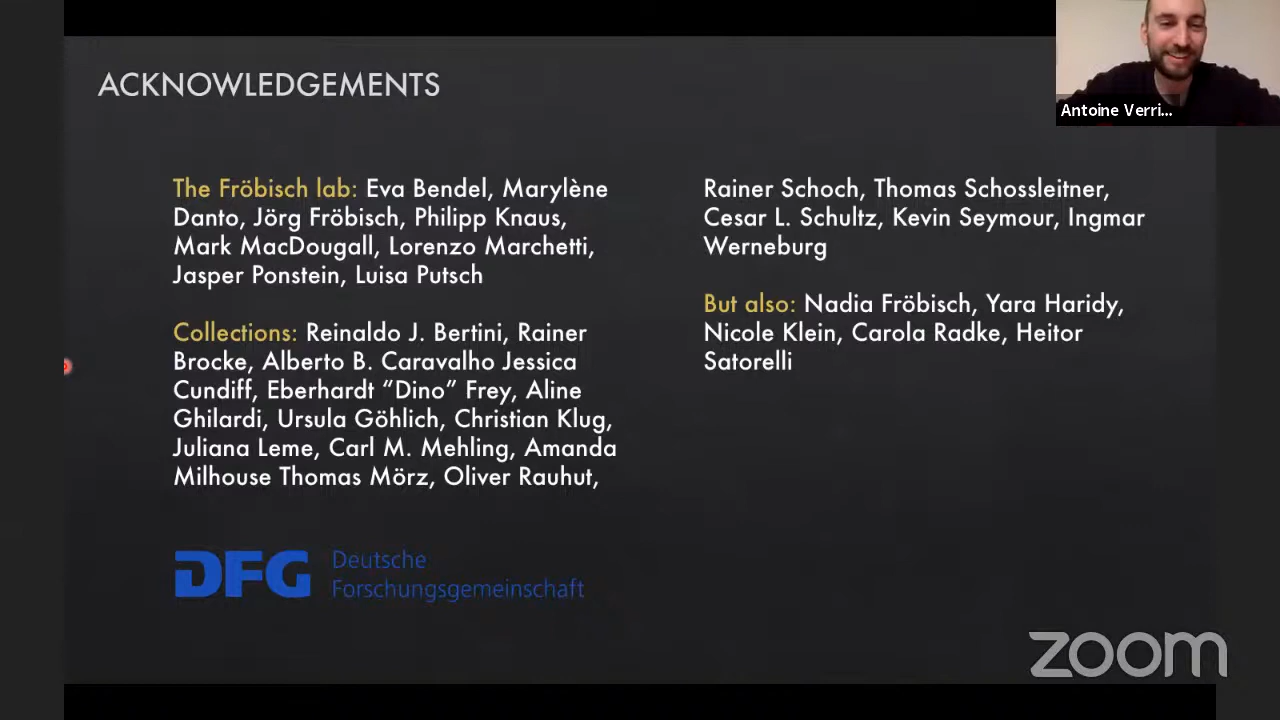 ACKNOWLEDGEMENTS
The Fröbisch lab: Eva Bendel, Marylène
Danto, Jörg Fröbisch, Philipp Knaus,
Mark MacDougall, Lorenzo Marchetti,
Jasper Ponstein, Luisa Putsch
Collections: Reinaldo J. Bertini, Rainer
Brocke, Alberto B. Caravalho Jessica
Cundiff, Eberhardt “Dino” Frey, Aline
Ghilardi, Ursula Göhlich, Christian Klug,
Juliana Leme, Carl M. Mehling, Amanda
Milhouse Thomas Mörz, Oliver Rauhut,
Rainer Schoch, Thomas Schossleitner,
Cesar L. Schultz, Kevin Seymour, Ingmar
Werneburg
But also: Nadia Fröbisch, Yara Haridy,
Nicole Klein, Carola Radke, Heitor
Satorelli
DFG Deutsche
Forschungsgemeinschaft
Antoine Verri...
zoom